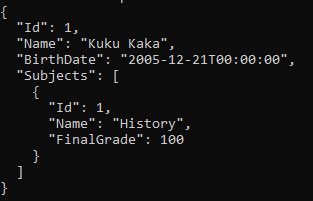 {
  "Id": 1,
  "Name": "Kuku Kaka",
  "BirthDate": "2005-12-21T00:00:00",
  "Subjects": [
    {
      "Id": 1,
      "Name": "History",
      "FinalGrade": 100
    }
  ]
}